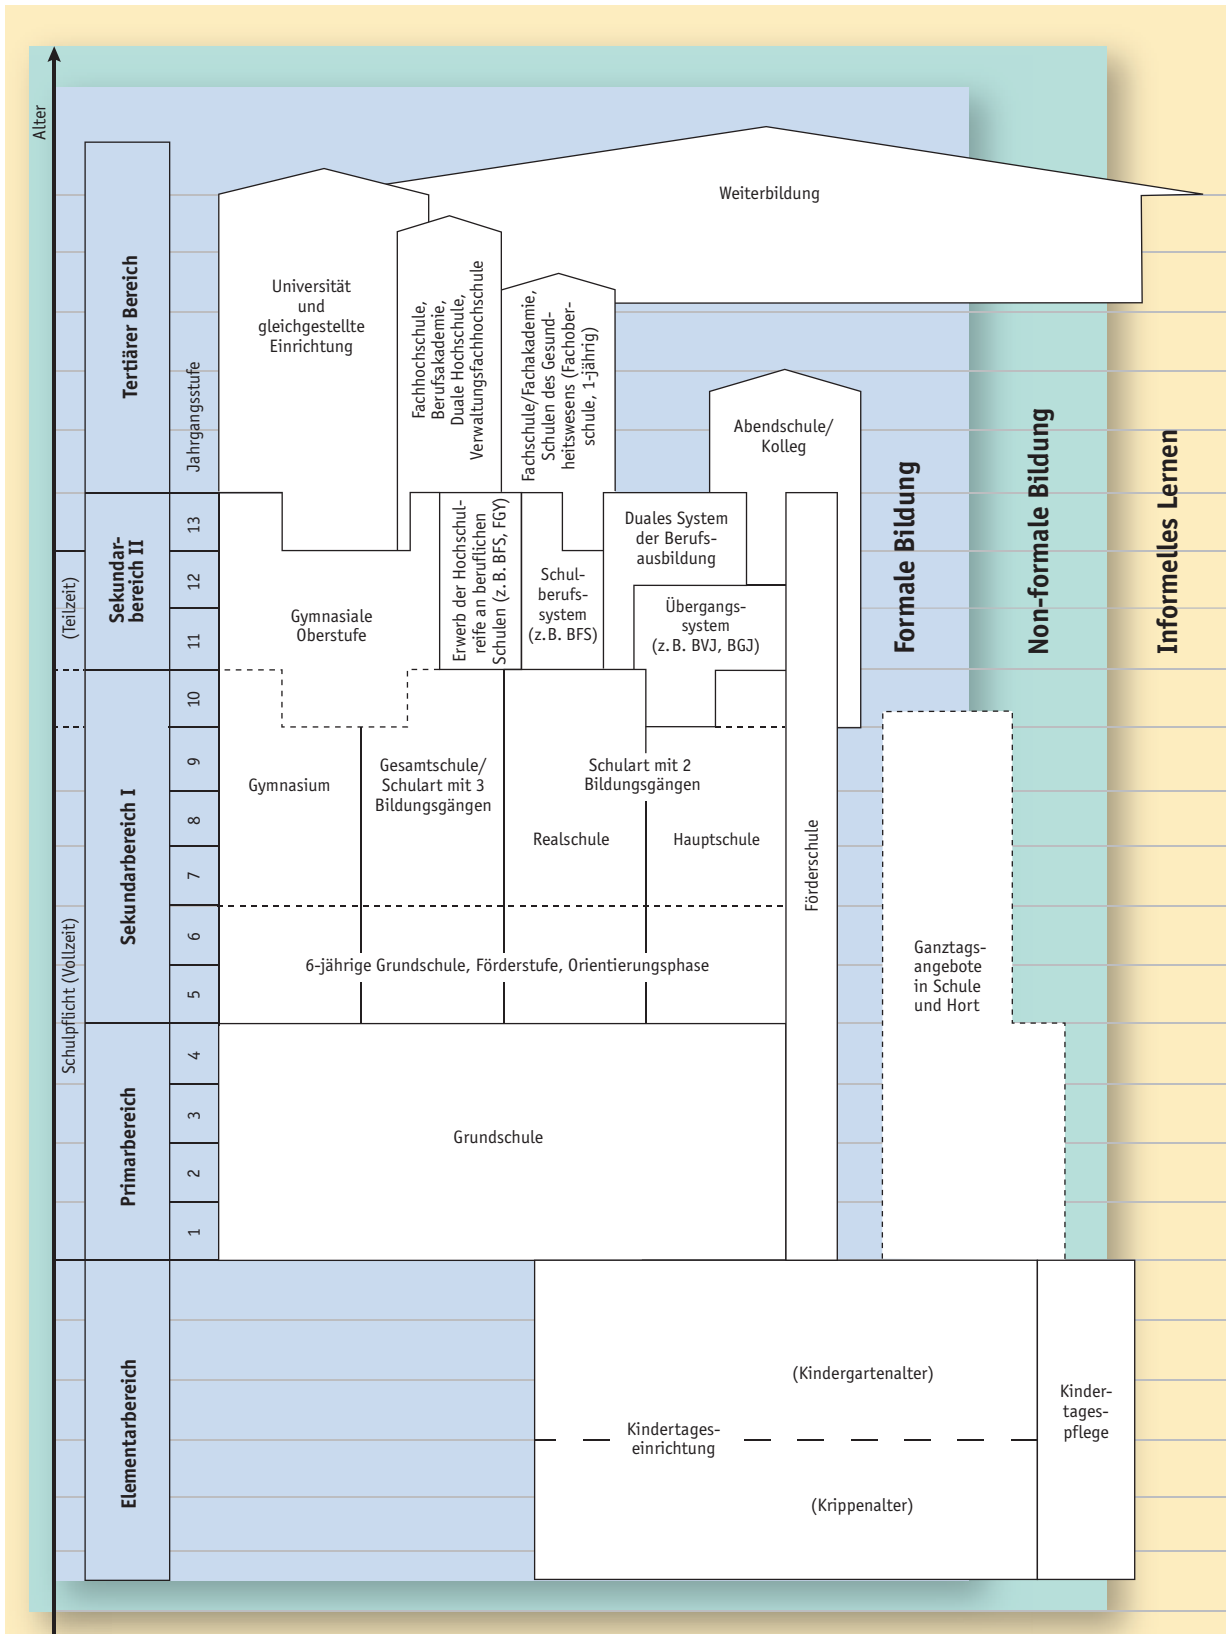 Alter
Tertiärer Bereich
Jahrgangsstufe
Universität
und
gleichgestellte
Einrichtung
Fachhochschule,
Berufsakademie,
Duale Hochschule,
Verwaltungsfachhochschule
Fachschule/Fachakademie,
Schulen des Gesund-
heitswesens (Fachober-
schule, 1-jährig)
Weiterbildung
Abendschule/
Kolleg
Formale Bildung
Non-formale Bildung
Informelles Lernen
(Teilzeit)
Sekundar-
bereich II
13
12
11
Gymnasiale
Oberstufe
Erwerb der Hochschul-
reife an beruflichen
Schulen (z. B. BFS, FGY)
Schul-
berufs-
system
(z. B. BFS)
Duales System
der Berufs-
ausbildung
Übergangs-
system
(z. B. BVJ, BGJ)
Schulpflicht (Vollzeit)
Sekundarbereich I
10
9
8
7
6
5
Gymnasium
Gesamtschule/
Schulart mit 3
Bildungsgängen
Schulart mit 2
Bildungsgängen
Realschule
Hauptschule
Förderschule
6-jährige Grundschule, Förderstufe, Orientierungsphase
Ganztags-
angebote
in Schule
und Hort
Primarbereich
4
3
2
1
Grundschule
Elementarbereich
(Kindergartenalter)
Kindertages-
einrichtung
(Krippenalter)
Kinder-
tages-
pflege